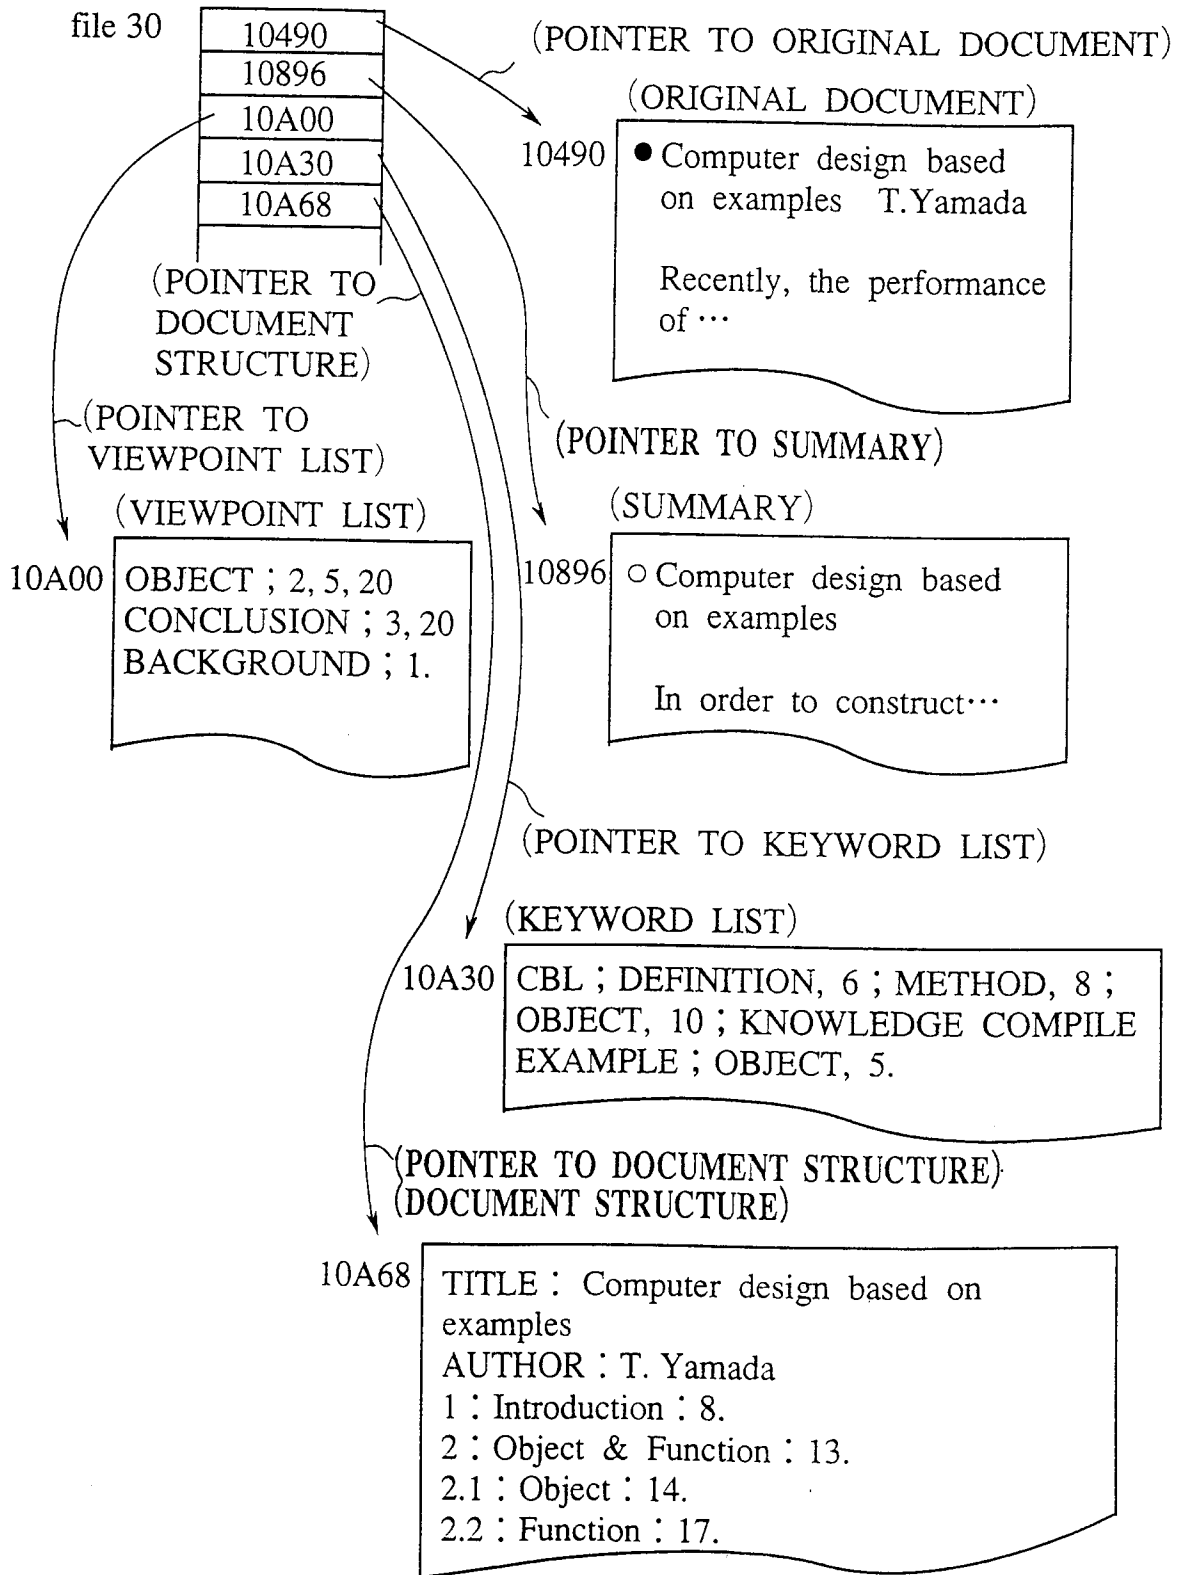 file 30
10490
10896
10A00
10A30
10A68
(POINTER TO ORIGINAL DOCUMENT)
(ORIGINAL DOCUMENT)
10490
● Computer design based
on examples T.Yamada
Recently, the performance
of …
(POINTER TO
DOCUMENT
STRUCTURE)
(POINTER TO
VIEWPOINT LIST)
(POINTER TO SUMMARY)
(VIEWPOINT LIST)
10A00
OBJECT ; 2, 5, 20
CONCLUSION ; 3, 20
BACKGROUND ; 1.
(SUMMARY)
10896
○ Computer design based
on examples
In order to construct…
(POINTER TO KEYWORD LIST)
(KEYWORD LIST)
10A30
CBL ; DEFINITION, 6 ; METHOD, 8 ;
OBJECT, 10 ; KNOWLEDGE COMPILE
EXAMPLE ; OBJECT, 5.
(POINTER TO DOCUMENT STRUCTURE)
(DOCUMENT STRUCTURE)
10A68
TITLE : Computer design based on
examples
AUTHOR : T. Yamada
1 : Introduction : 8.
2 : Object & Function : 13.
2.1 : Object : 14.
2.2 : Function : 17.